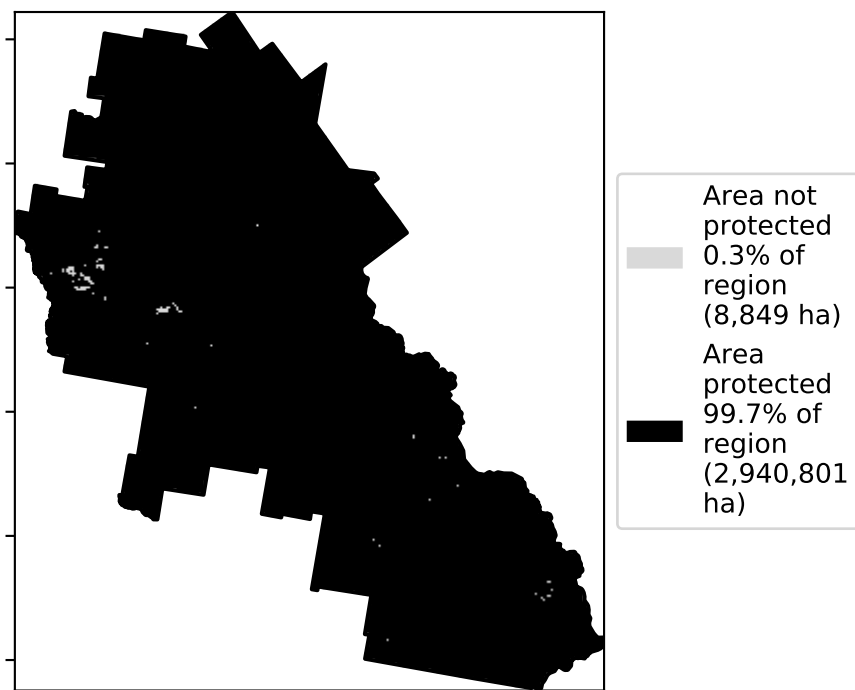 Area not
protected
0.3% of
region
(8,849 ha)
Area
protected
99.7% of
region
(2,940,801
ha)